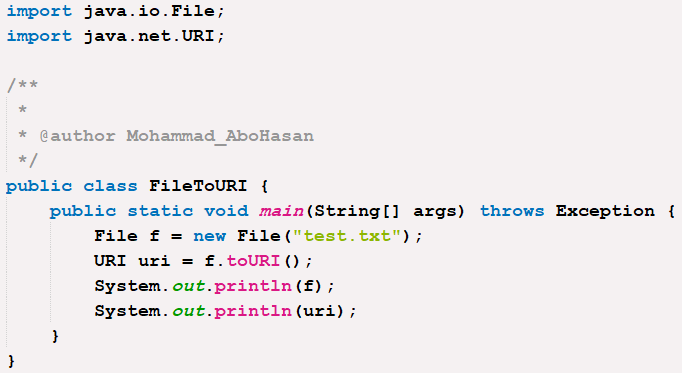 import java.io.File;
import java.net.URI;
/**
 *
 * @author Mohammad_AboHasan
 */
public class FileToURI {
    public static void main(String[] args) throws Exception {
        File f = new File("test.txt");
        URI uri = f.toURI();
        System.out.println(f);
        System.out.println(uri);
    }
}